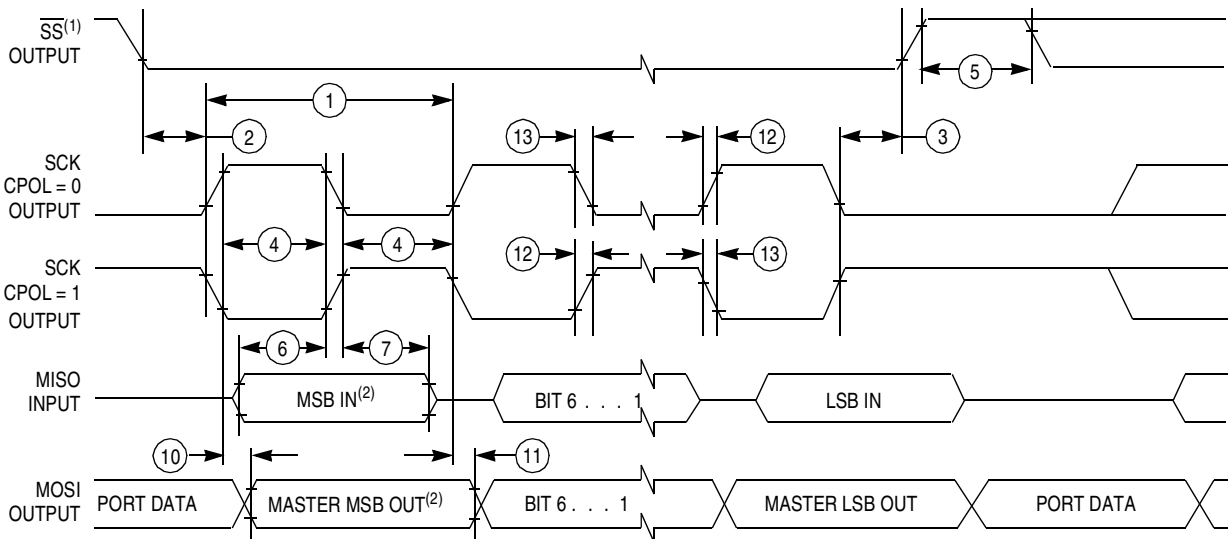 SS(1)
OUTPUT
5
1
2
13
12
3
SCK
CPOL = 0
OUTPUT
4
4
12
13
SCK
CPOL = 1
OUTPUT
6
7
MISO
INPUT
MSB IN(2)
BIT 6 . . . 1
LSB IN
10
11
MOSI
OUTPUT
PORT DATA
MASTER MSB OUT(2)
BIT 6 . . . 1
MASTER LSB OUT
PORT DATA